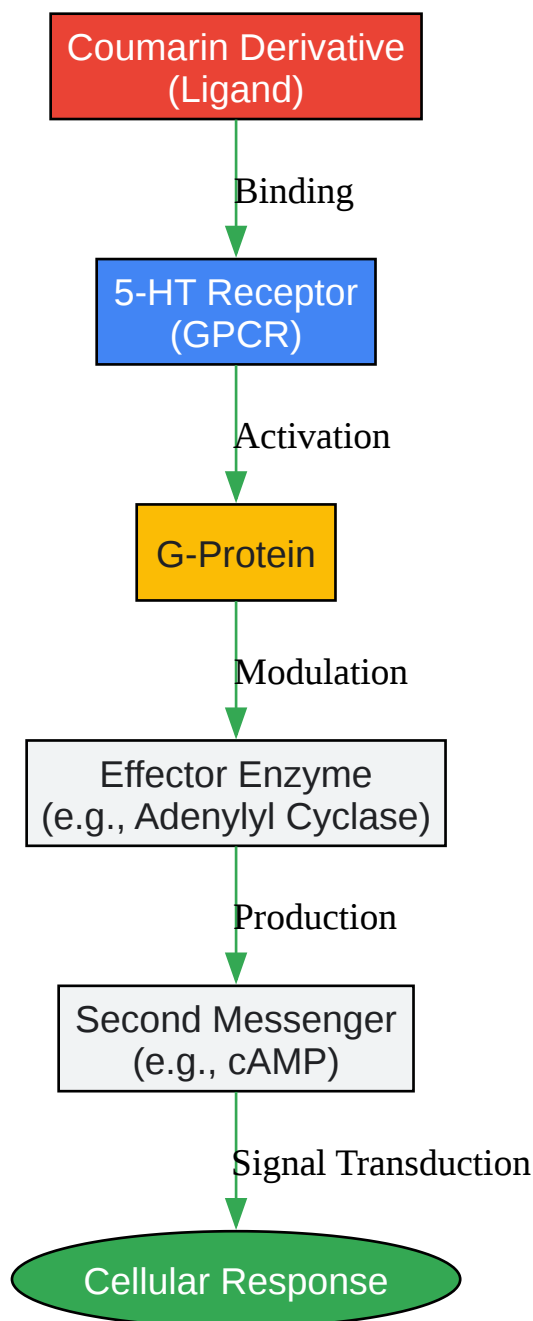 Coumarin Derivative
(Ligand)
Binding
5-HT Receptor
(GPCR)
Activation
G-Protein
Modulation
Effector Enzyme
(e.g., Adenylyl Cyclase)
Production
Second Messenger
(e.g., cAMP)
Signal Transduction
Cellular Response